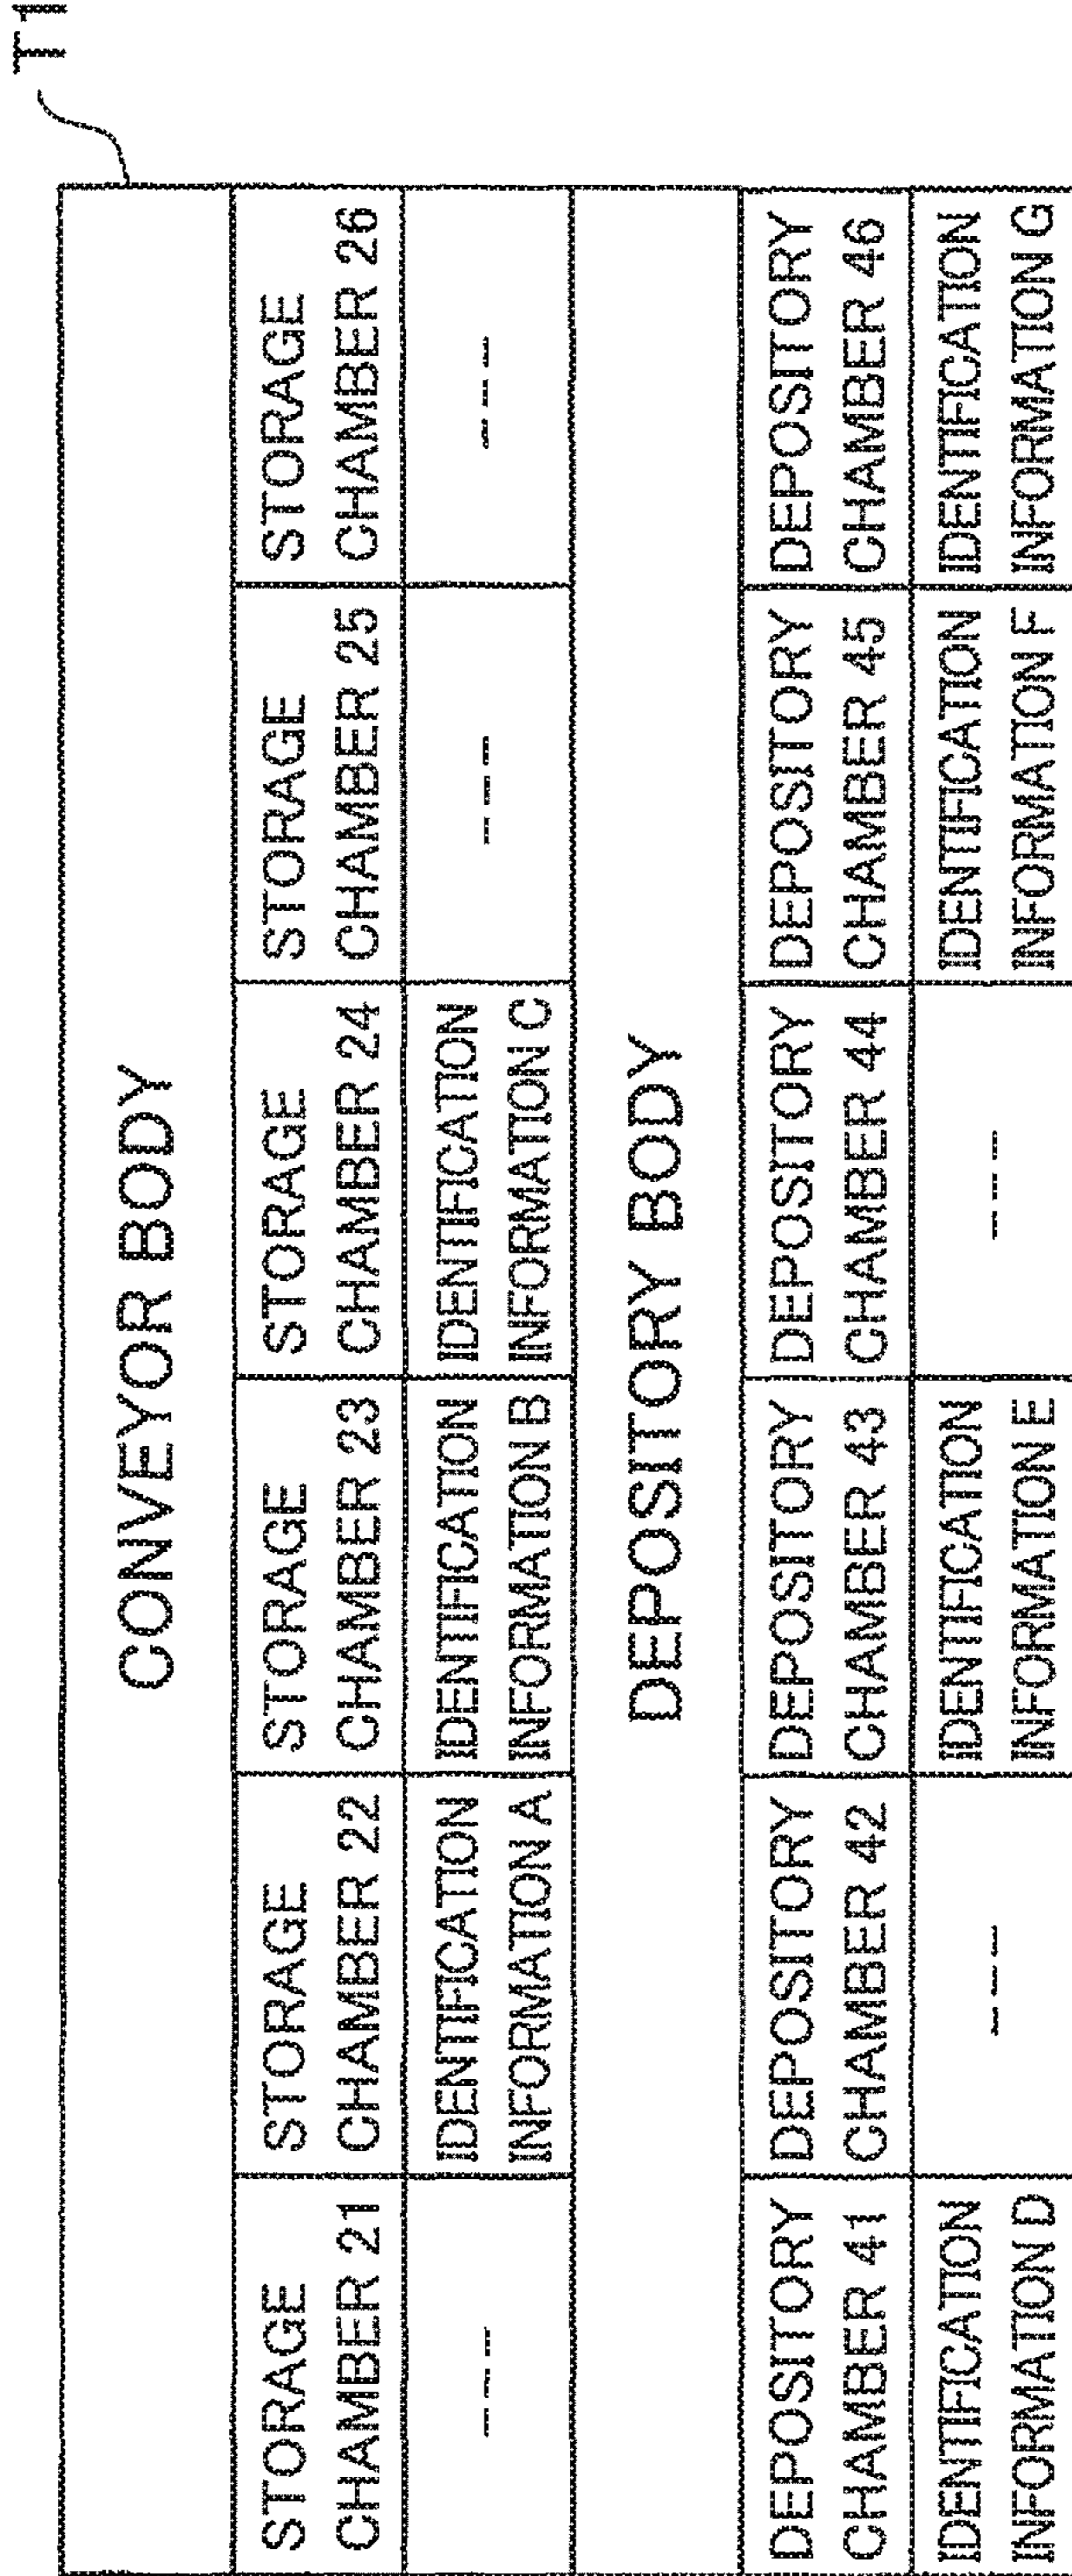 T1
CONVEYOR BODY
STORAGE
CHAMBER 21
STORAGE
CHAMBER 22
STORAGE
CHAMBER 23
STORAGE
CHAMBER 24
STORAGE
CHAMBER 25
STORAGE
CHAMBER 26
---
IDENTIFICATION
INFORMATION A
IDENTIFICATION
INFORMATION B
IDENTIFICATION
INFORMATION C
---
---
DEPOSITORY BODY
DEPOSITORY
CHAMBER 41
DEPOSITORY
CHAMBER 42
DEPOSITORY
CHAMBER 43
DEPOSITORY
CHAMBER 44
DEPOSITORY
CHAMBER 45
DEPOSITORY
CHAMBER 46
IDENTIFICATION
INFORMATION D
---
IDENTIFICATION
INFORMATION E
---
IDENTIFICATION
INFORMATION F
IDENTIFICATION
INFORMATION G